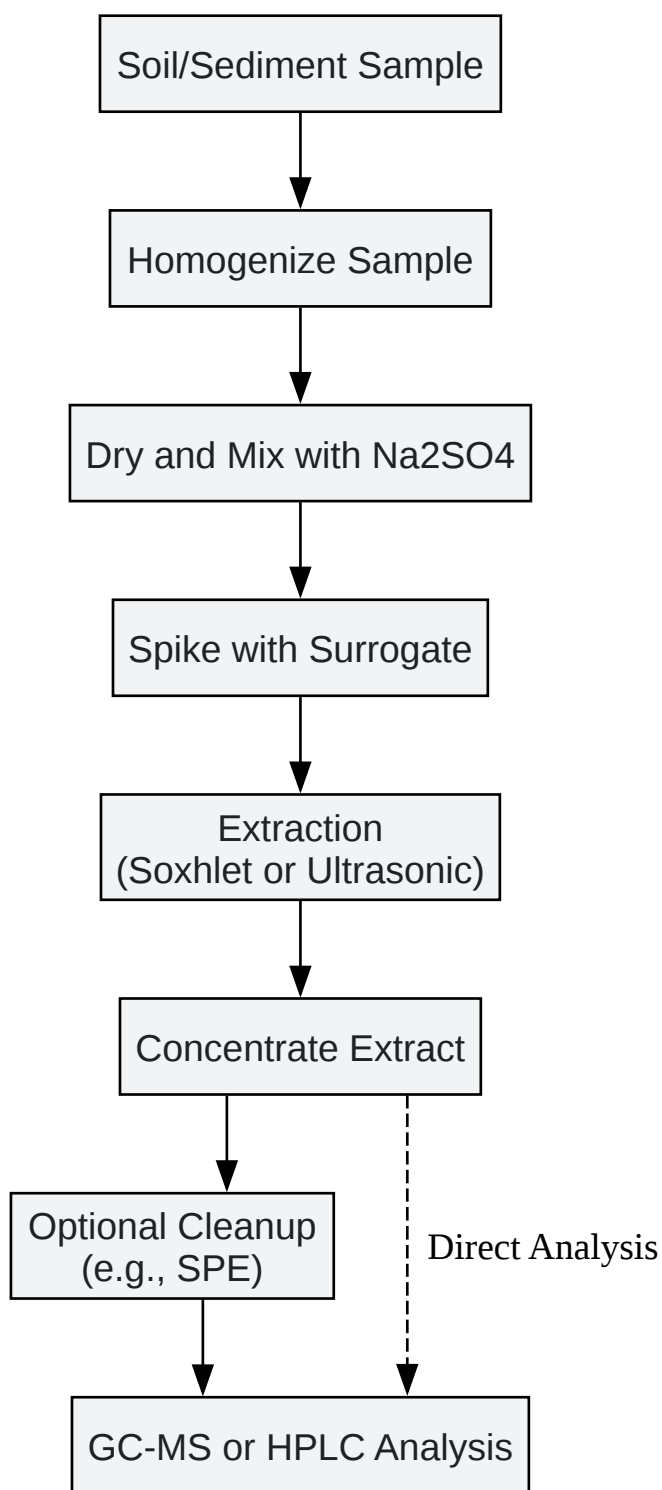 Soil/Sediment Sample
Homogenize Sample
Dry and Mix with Na2SO4
Spike with Surrogate
Extraction
(Soxhlet or Ultrasonic)
Concentrate Extract
Optional Cleanup
(e.g., SPE)
Direct Analysis
GC-MS or HPLC Analysis